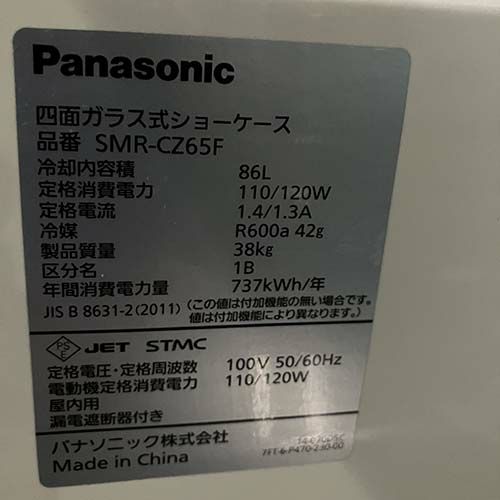 Panasonic
四面ガラス式ショーケース
品番 SMR-CZ65F
冷却内容積 86L
定格消費電力 110/120W
定格電流 1.4/1.3A
冷媒 R600a 42g
製品質量 38kg
区分名 1B
年間消費電力量 737kWh/年
JIS B 8631-2(2011) (この値は付加機能の無い場合です。
値は付加機能により変わります。)
PSE JET STMC
定格電圧・定格周波数 100V 50/60Hz
電動機定格消費電力 110/120W
屋内用
漏電遮断器付き
パナソニック株式会社
Made in China
7FT-6-P470-230-00